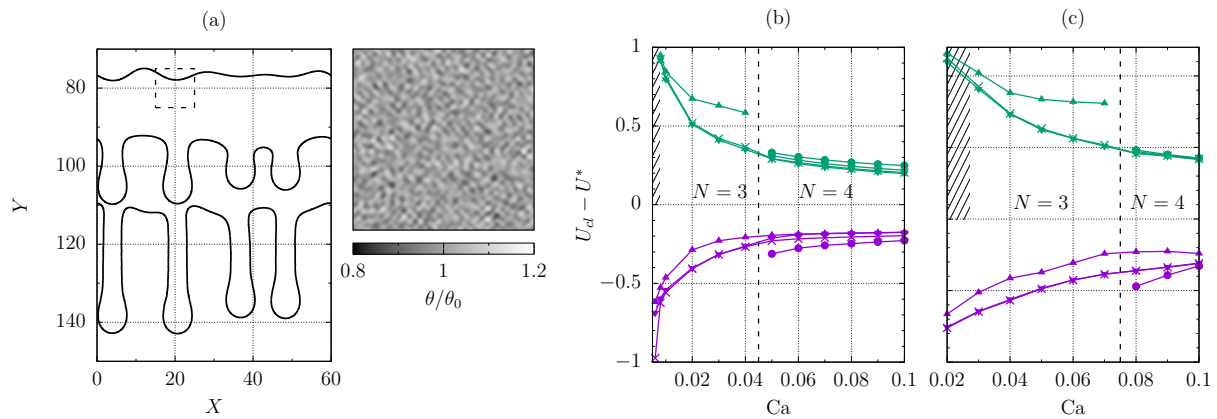 (a)
80
100
120
140
Y
0
20
40
60
X
0.8
1
1.2
θ/θ₀
(b)
1
0.5
0
−0.5
−1
U_d − U*
N = 3
N = 4
0.02
0.04
0.06
0.08
0.1
Ca
(c)
N = 3
N = 4
0.02
0.04
0.06
0.08
0.1
Ca